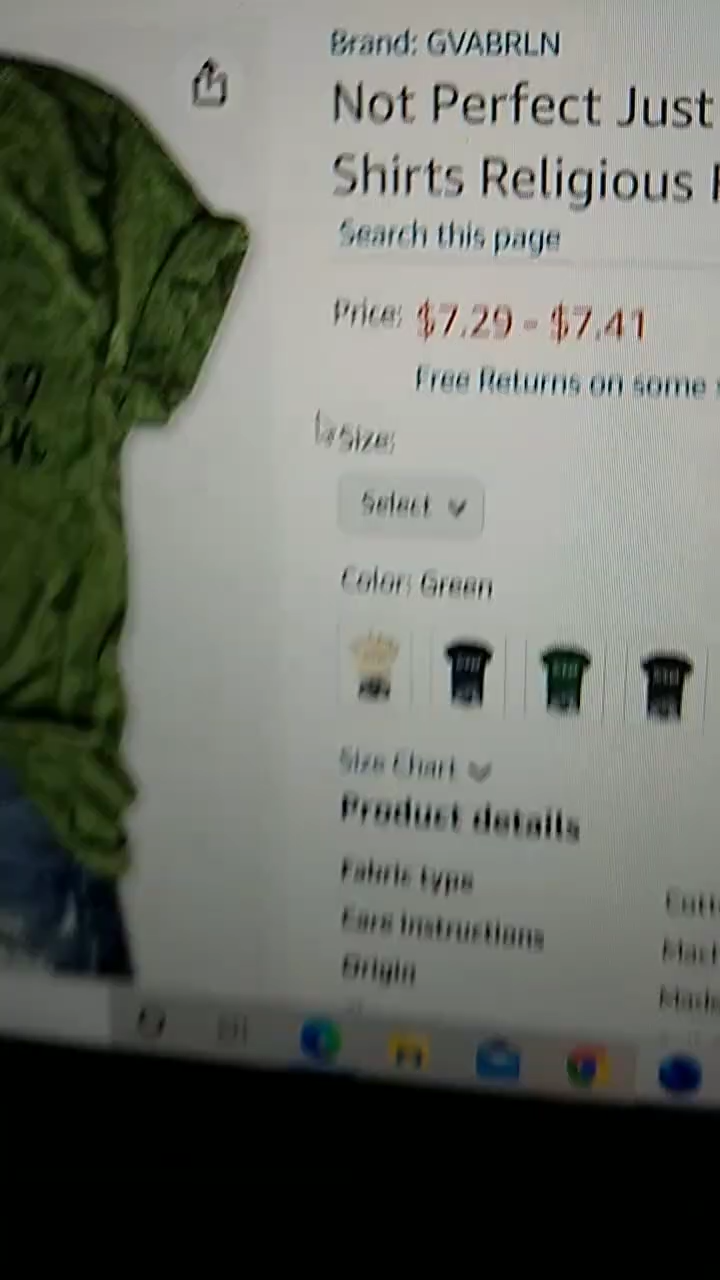 Brand: GVABRLN
Not Perfect Just
Shirts Religious
Search this page
Price: $7.29 - $7.41
Free Returns on some
Size:
Select
Color: Green
Size Chart
Product details
Fabric type
Care instructions
Origin